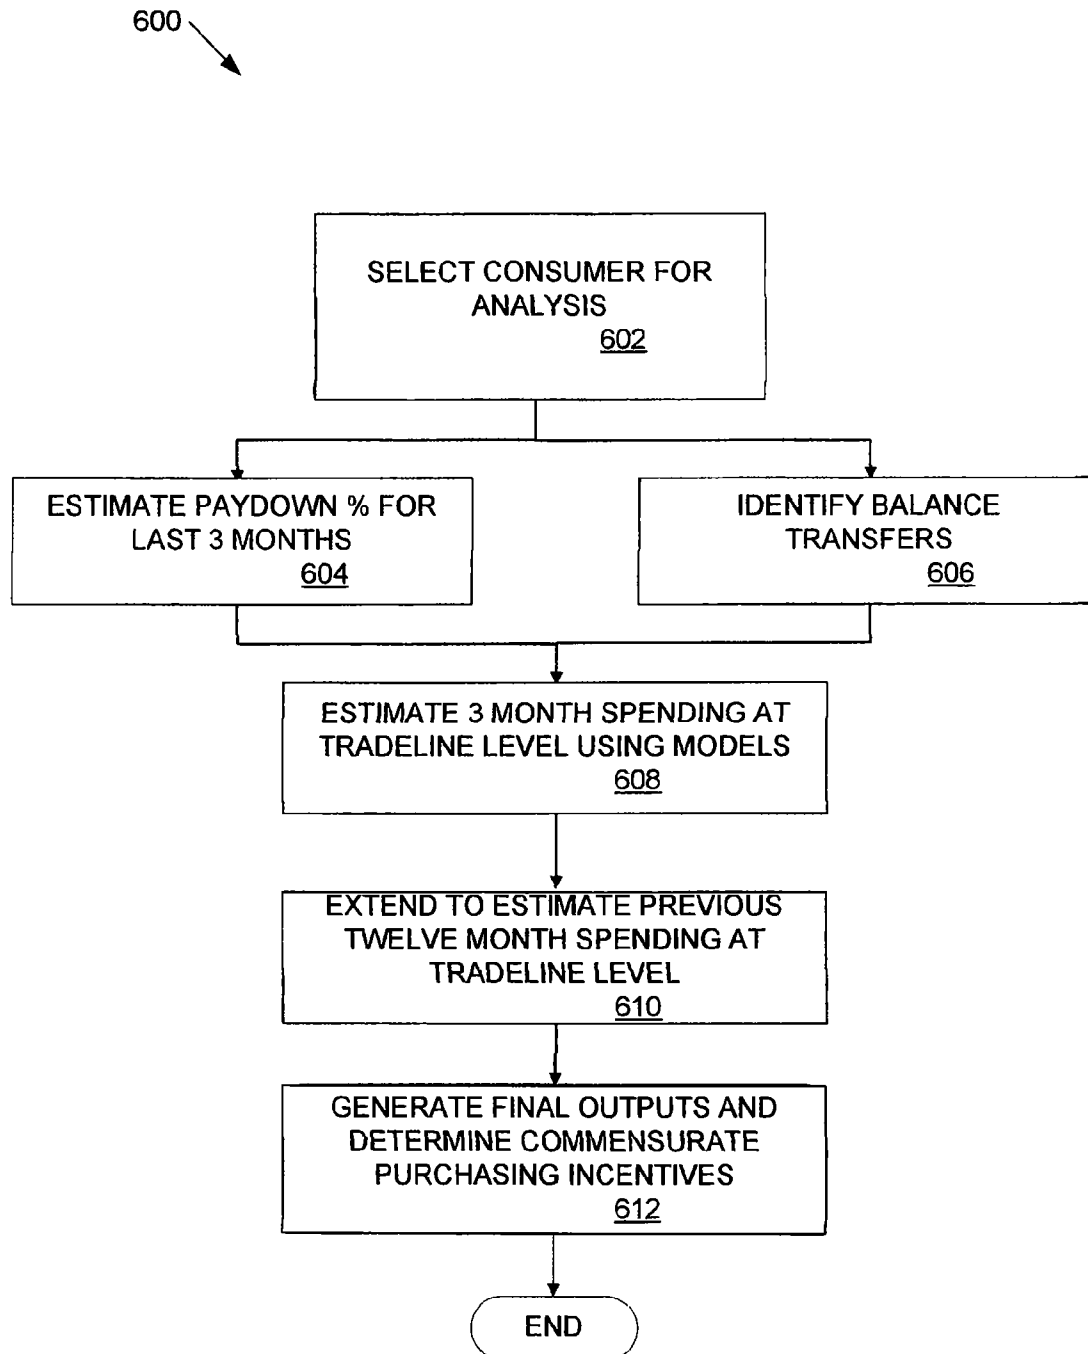 600
SELECT CONSUMER FOR
ANALYSIS
602
ESTIMATE PAYDOWN % FOR
LAST 3 MONTHS
604
IDENTIFY BALANCE
TRANSFERS
606
ESTIMATE 3 MONTH SPENDING AT
TRADELINE LEVEL USING MODELS
608
EXTEND TO ESTIMATE PREVIOUS
TWELVE MONTH SPENDING AT
TRADELINE LEVEL
610
GENERATE FINAL OUTPUTS AND
DETERMINE COMMENSURATE
PURCHASING INCENTIVES
612
END